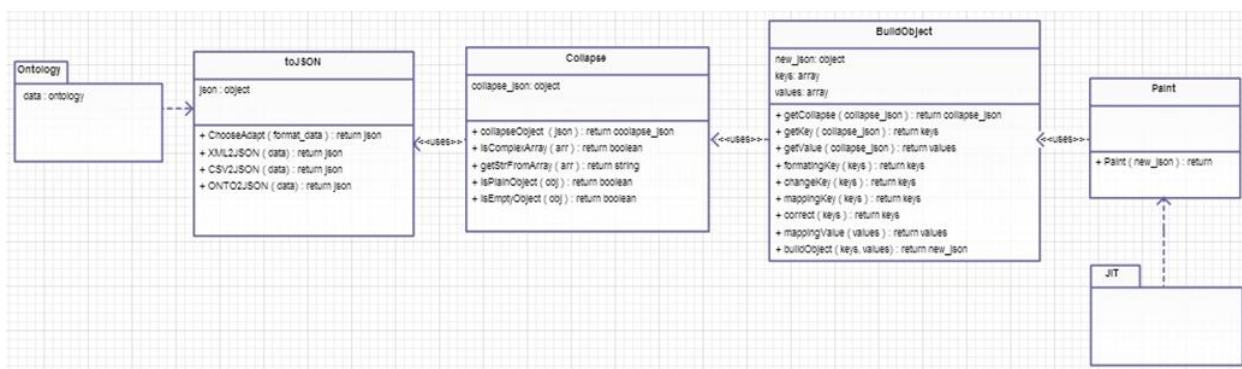 Ontology
data : ontology
toJSON
json : object
+ ChooseAdapt ( format_data ) : return json
+ XML2JSON ( data) : return json
+ CSV2JSON ( data) : return json
+ ONTO2JSON ( data) : return json
<<uses>>
Collapse
collapse_json: object
+ collapseObject ( json ) : return coolapse_json
+ isComplexArray ( arr ) : return boolean
+ getStrFromArray ( arr ) : return string
+ isPlainObject ( obj ) : return boolean
+ isEmptyObject ( obj ) : return boolean
<<uses>>
BuildObject
new_json: object
keys: array
values: array
+ getCollapse ( collapse_json ) : return collapse_json
+ getKey ( collapse_json ) : return keys
+ getValue ( collapse_json ) : return values
+ formatingKey ( keys ) : return keys
+ changeKey ( keys ) : return keys
+ mappingKey ( keys ) : return keys
+ correct ( keys ) : return keys
+ mappingValue ( values ) : return values
+ buildObject ( keys, values) : return new_json
<<uses>>
Paint
+ Paint ( new_json ) : return
JIT